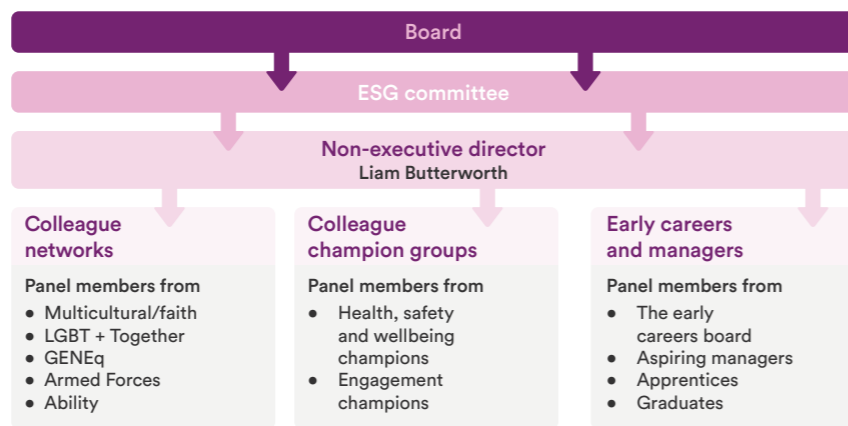 Board
ESG committee
Non-executive director
Liam Butterworth
Colleague
networks
Panel members from
● Multicultural/faith
● LGBT + Together
● GENEq
● Armed Forces
● Ability
Colleague
champion groups
Panel members from
● Health, safety
and wellbeing
champions
● Engagement
champions
Early careers
and managers
Panel members from
● The early
careers board
● Aspiring managers
● Apprentices
● Graduates